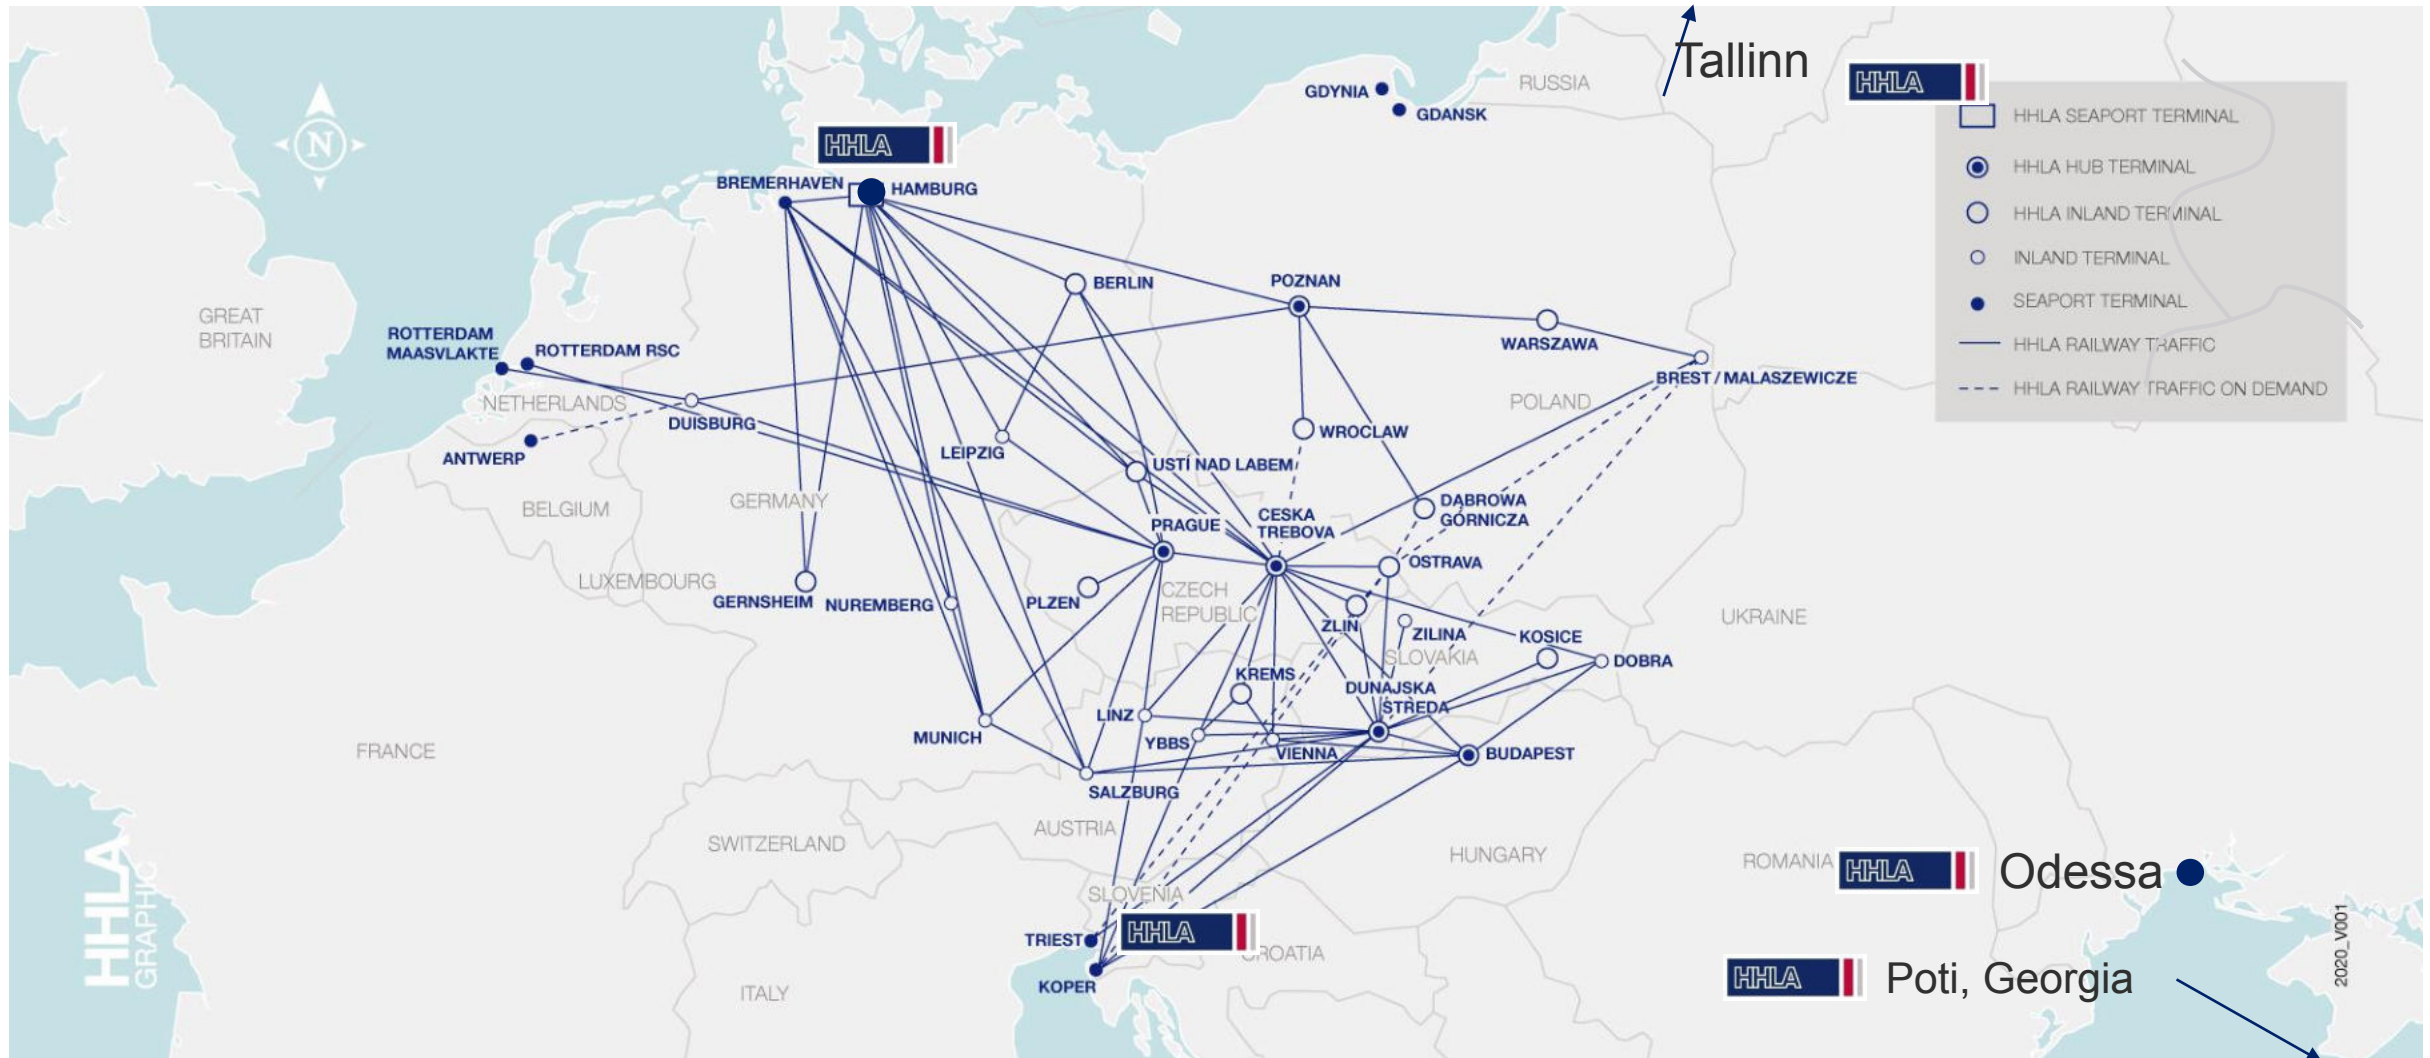 Tallinn
HHLA
RUSSIA
GDYNIA
GDANSK
HHLA SEAPORT TERMINAL
HHLA HUB TERMINAL
HHLA INLAND TERMINAL
INLAND TERMINAL
SEAPORT TERMINAL
HHLA RAILWAY TRAFFIC
HHLA RAILWAY TRAFFIC ON DEMAND
N
HHLA
BREMERHAVEN
HAMBURG
BERLIN
POZNAN
GREAT
BRITAIN
ROTTERDAM
MAASVLAKTE
ROTTERDAM RSC
WARSZAWA
BREST / MALASZEWICZE
NETHERLANDS
POLAND
DUISBURG
WROCLAW
ANTWERP
LEIPZIG
USTÍ NAD LABEM
GERMANY
BELGIUM
DABROWA
GÓRNICZA
PRAGUE
CESKA
TREBOVA
OSTRAVA
LUXEMBOURG
GERNSHEIM
NUREMBERG
PLZEN
CZECH
REPUBLIC
UKRAINE
ZLIN
ZILINA
KOSICE
SLOVAKIA
DOBRA
KREMS
DUNAJSKA
STREDA
LINZ
MUNICH
YBBS
VIENNA
BUDAPEST
FRANCE
SALZBURG
AUSTRIA
SWITZERLAND
HUNGARY
ROMANIA
HHLA
Odessa
SLOVENIA
TRIEST
HHLA
CROATIA
KOPER
ITALY
HHLA
Poti, Georgia
HHLA
GRAPHIC
2020_V001